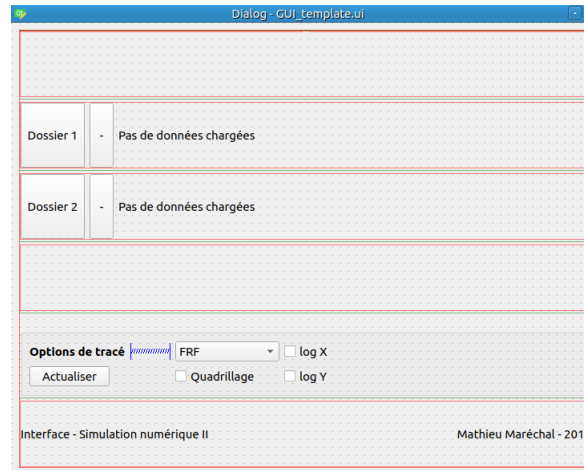 Dialog - GUI_template.ui
Dossier 1 - Pas de données chargées
Dossier 2 - Pas de données chargées
Options de tracé FRF log X
Actualiser Quadrillage log Y
Interface - Simulation numérique II Mathieu Maréchal - 201